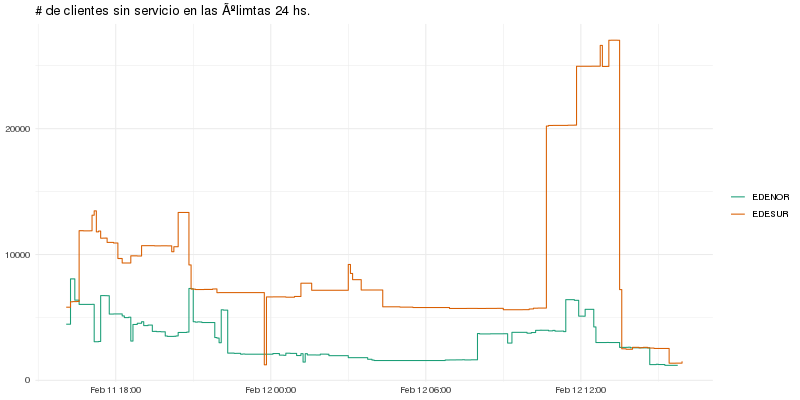 # de clientes sin servicio en las Ãºlimtas 24 hs.
20000
10000
0
Feb 11 18:00
Feb 12 00:00
Feb 12 06:00
Feb 12 12:00
EDENOR
EDESUR